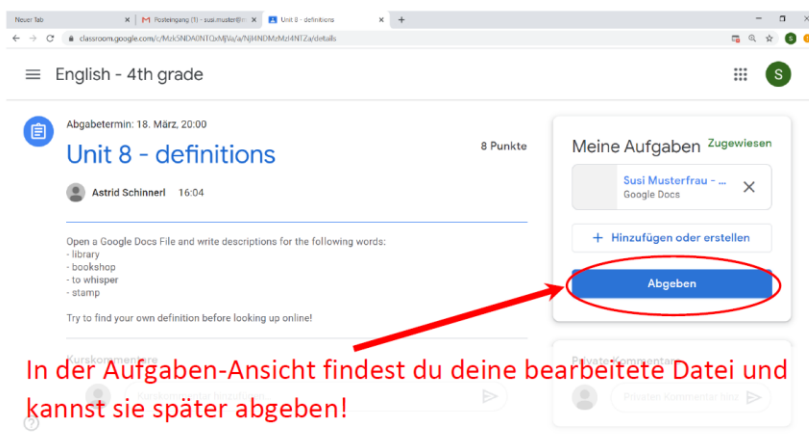 Neuer Tab
Posteingang (1) - susi.muster@
Unit 8 - definitions
English - 4th grade
S
Abgabetermin: 18. März, 20:00
Unit 8 - definitions
8 Punkte
Astrid Schinnerl 16:04
Open a Google Docs File and write descriptions for the following words:
- library
- bookshop
- to whisper
- stamp
Try to find your own definition before looking up online!
Meine Aufgaben Zugewiesen
Susi Musterfrau - ...
Google Docs
+ Hinzufügen oder erstellen
Abgeben
Kurskommentare
Private Kommentare
In der Aufgaben-Ansicht findest du deine bearbeitete Datei und
kannst sie später abgeben!